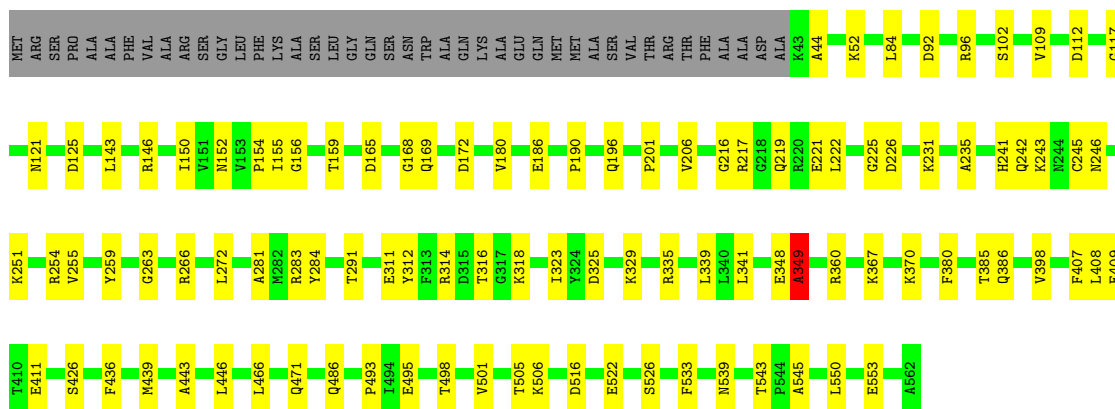 MET ARG SER PRO ALA ALA PHE VAL ALA ARG SER GLY LEU PHE LYS ALA SER LEU GLY GLN SER ASN TRP ALA GLN LYS ALA GLU GLN MET MET ALA SER VAL THR ARG THR PHE ALA ALA ASP ALA K43 A44 K52 L84 D92 R96 S102 V109 D112 G117
N121 D125 L143 R146 I150 V151 N152 V153 P154 I155 G156 T159 D165 G168 Q169 D172 V180 E186 P190 Q196 P201 V206 G216 R217 G218 Q219 R220 E221 L222 G225 D226 K231 A235 H241 Q242 K243 N244 C245 N246
K251 R254 V255 Y259 G263 R266 L272 A281 M282 R283 Y284 T291 E311 Y312 F313 R314 D315 T316 G317 K318 I323 Y324 D325 K329 R335 L339 L340 L341 E348 A349 R360 K367 K370 F380 T385 Q386 V398 F407 L408 E409
T410 E411 S426 F436 M439 A443 L446 L466 Q471 Q486 P493 I494 E495 T498 V501 T505 K506 D516 E522 S526 F533 N539 T543 P544 A545 L550 E553 A562